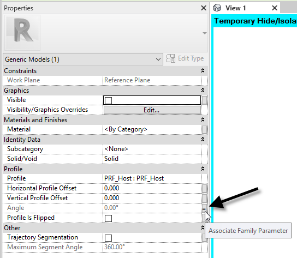 Properties
View 1
Temporary Hide/Isola
R
Generic Models (1)
Edit Type
Constraints
Work Plane Reference Plane
Graphics
Visible
Visibility/Graphics Overrides Edit...
Materials and Finishes
Material <By Category>
Identity Data
Subcategory <None>
Solid/Void Solid
Profile
Profile PRF_Host : PRF_Host
Horizontal Profile Offset 0.000
Vertical Profile Offset 0.000
Angle 0.00°
Profile Is Flipped
Associate Family Parameter
Other
Trajectory Segmentation
Maximum Segment Angle 360.00°